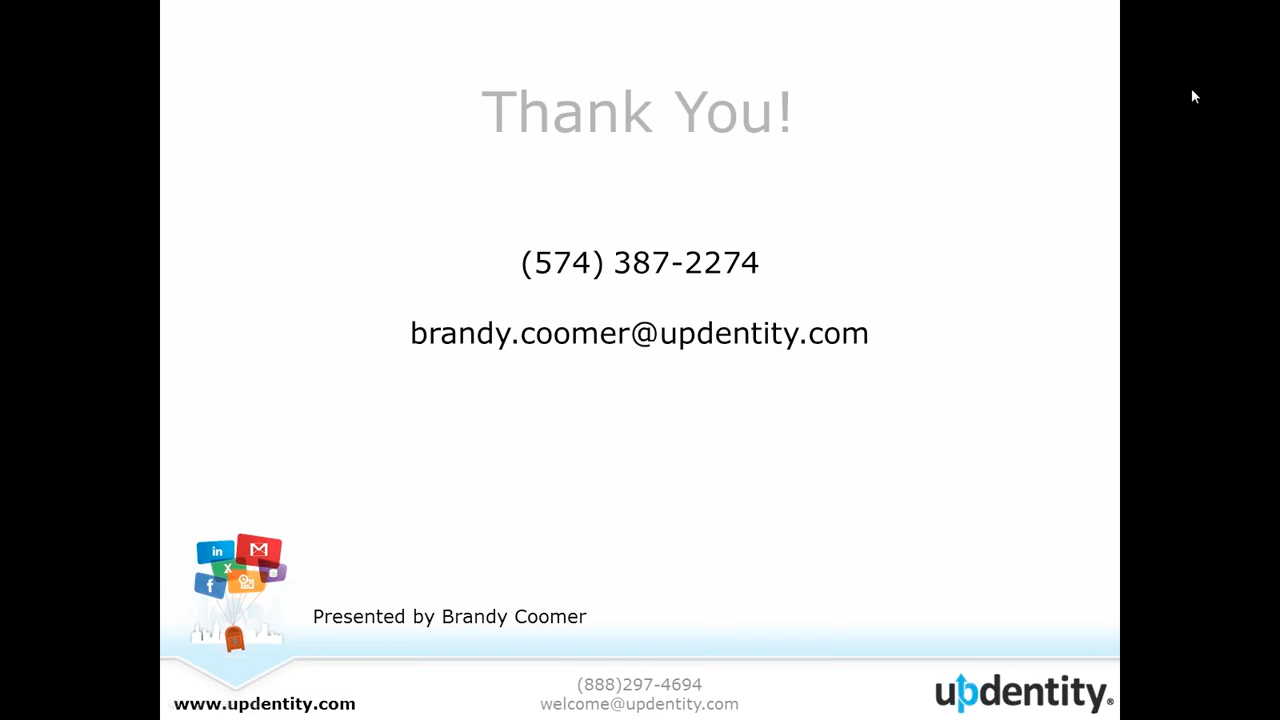 Thank You!
(574) 387-2274
brandy.coomer@updentity.com
in
X
f
Presented by Brandy Coomer
www.updentity.com
(888)297-4694
welcome@updentity.com
updentity®